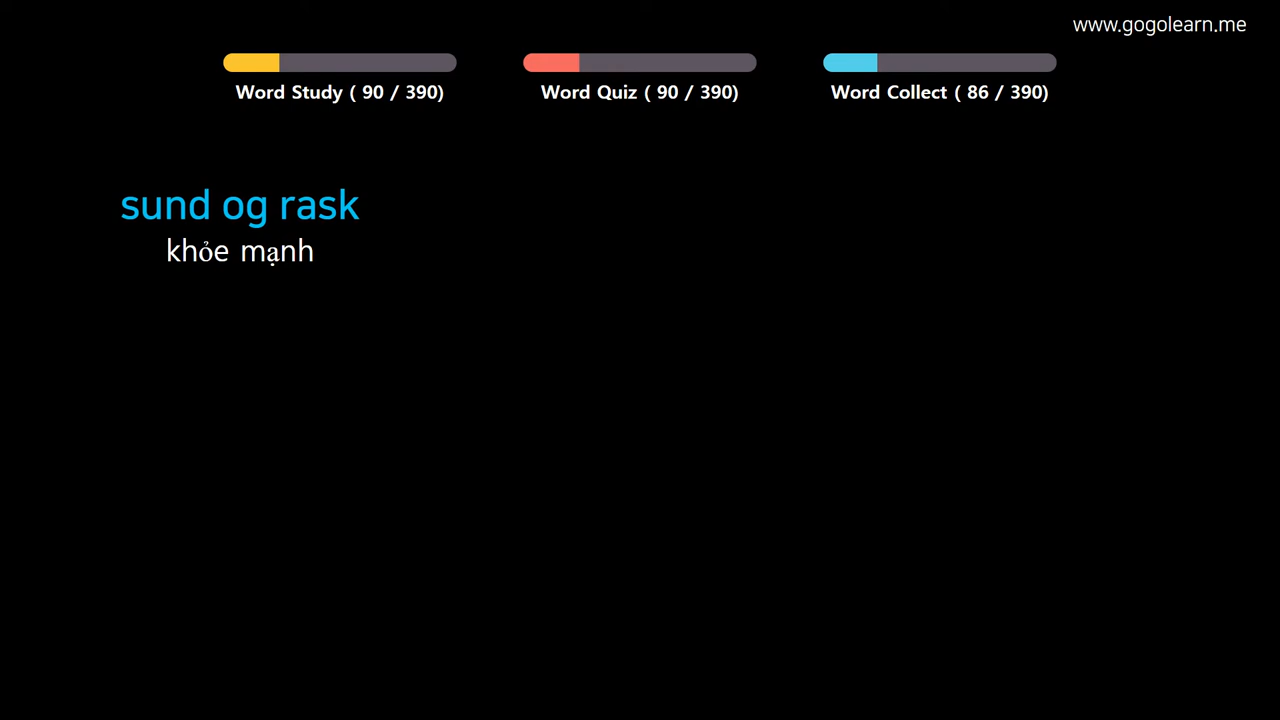 www.gogolearn.me
Word Study ( 90 / 390)
Word Quiz ( 90 / 390)
Word Collect ( 86 / 390)
sund og rask
khỏe mạnh